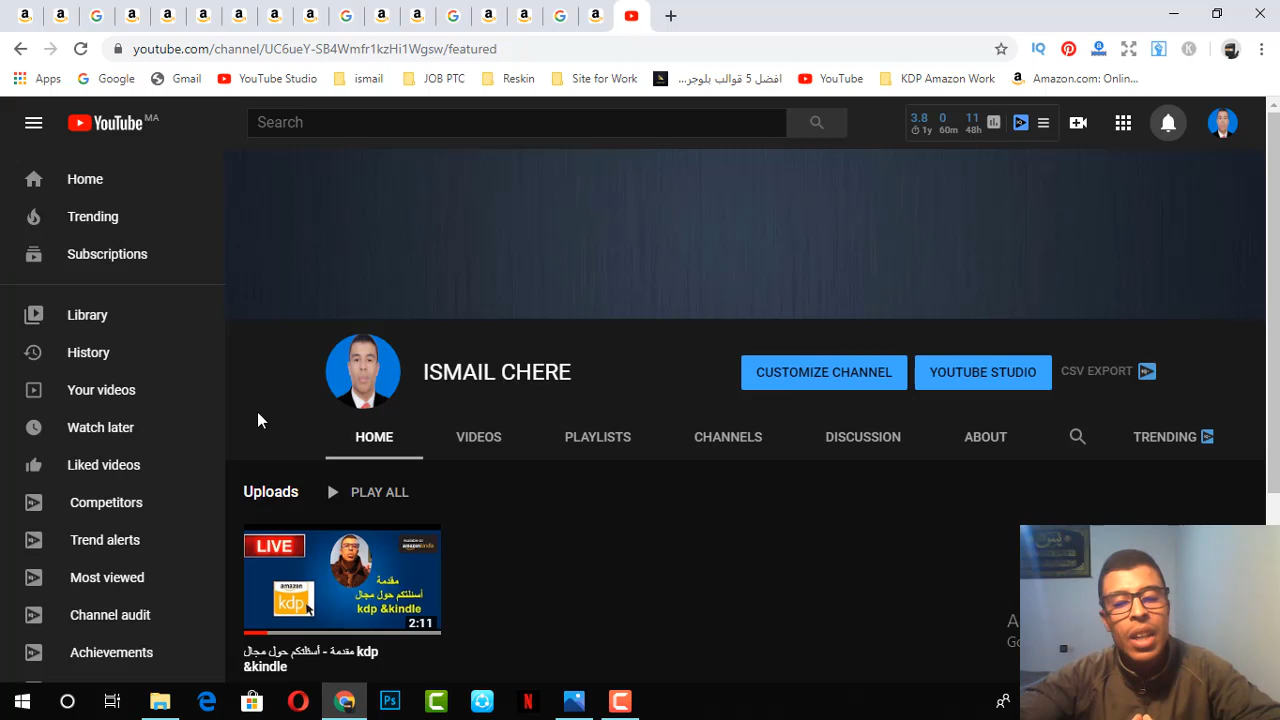 youtube.com/channel/UC6ueY-SB4Wmfr1kzHi1Wgsw/featured
Apps
Google
Gmail
YouTube Studio
ismail
JOB PTC
Reskin
Site for Work
افضل 5 قوالب بلوجر...
YouTube
KDP Amazon Work
Amazon.com: Onlin...
YouTube MA
Search
3.8 0 11
1y 60m 48h
Home
Trending
Subscriptions
Library
History
Your videos
Watch later
Liked videos
Competitors
Trend alerts
Most viewed
Channel audit
Achievements
ISMAIL CHERE
CUSTOMIZE CHANNEL
YOUTUBE STUDIO
CSV EXPORT
HOME
VIDEOS
PLAYLISTS
CHANNELS
DISCUSSION
ABOUT
TRENDING
Uploads
PLAY ALL
LIVE
amazonkindle
amazon
kdp
مقدمة
أسئلتكم حول مجال
kdp &kindle
2:11
مقدمة - أسئلتكم حول مجال kdp
&kindle
Ps